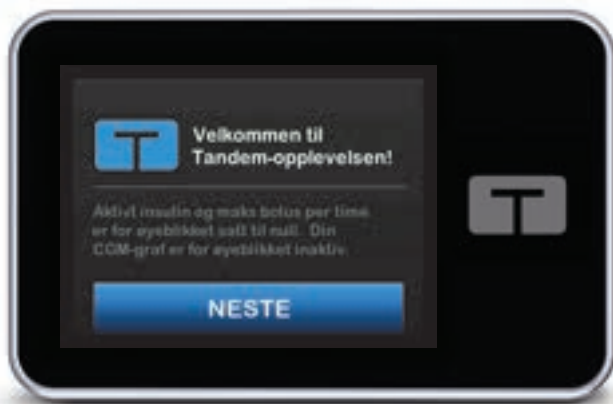 Velkommen til
Tandem-opplevelsen!
Aktivt insulin og maks bolus per time
er for øyeblikket satt til null. Din
CGM-graf er for øyeblikket inaktiv.
NESTE